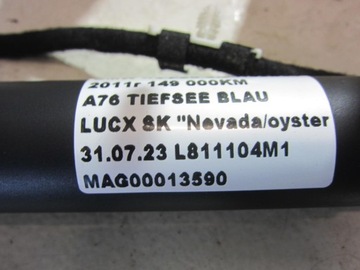 2011r 149 000KM
A76 TIEFSEE BLAU
LUCX SK "Nevada/oyster
31.07.23 L811104M1
MAG00013590